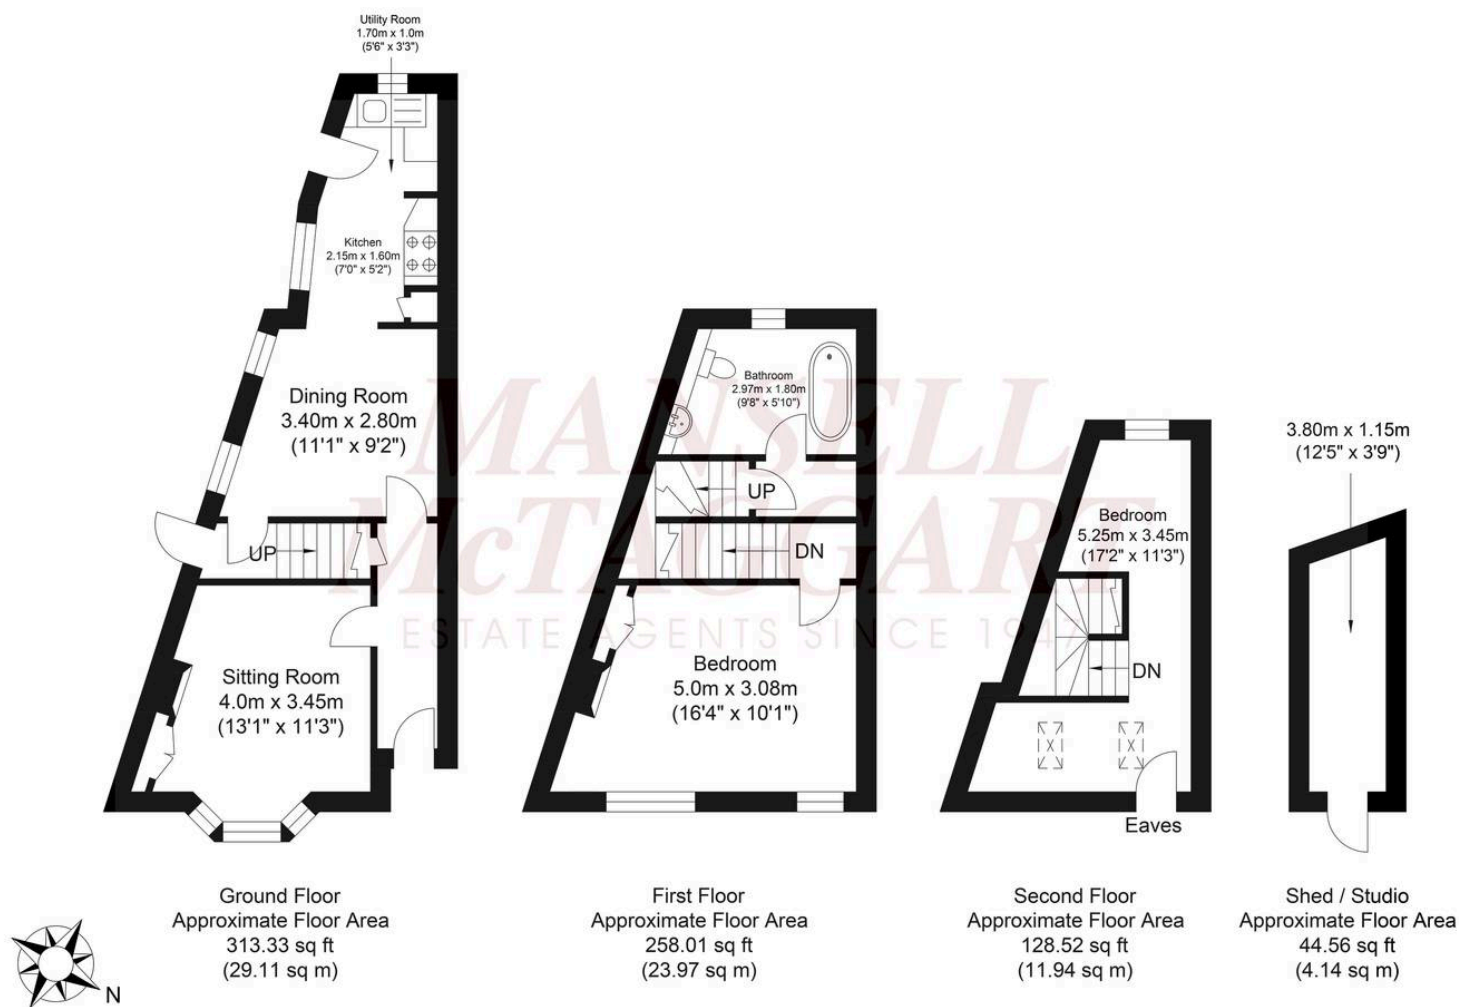 Utility Room
1.70m x 1.0m
(5'6" x 3'3")
Kitchen
2.15m x 1.60m
(7'0" x 5'2")
Dining Room
3.40m x 2.80m
(11'1" x 9'2")
UP
Sitting Room
4.0m x 3.45m
(13'1" x 11'3")
Bathroom
2.97m x 1.80m
(9'8" x 5'10")
UP
DN
Bedroom
5.0m x 3.08m
(16'4" x 10'1")
Bedroom
5.25m x 3.45m
(17'2" x 11'3")
DN
Eaves
3.80m x 1.15m
(12'5" x 3'9")
MANSELL
McTAGGART
ESTATE AGENTS SINCE 1947
Ground Floor
Approximate Floor Area
313.33 sq ft
(29.11 sq m)
First Floor
Approximate Floor Area
258.01 sq ft
(23.97 sq m)
Second Floor
Approximate Floor Area
128.52 sq ft
(11.94 sq m)
Shed / Studio
Approximate Floor Area
44.56 sq ft
(4.14 sq m)
N